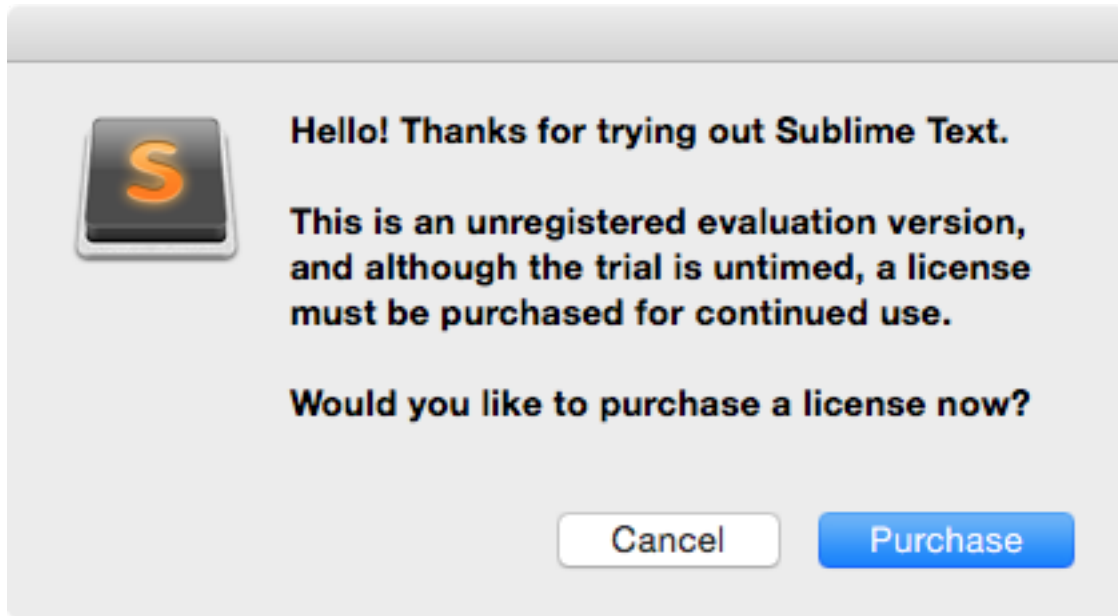 S
Hello! Thanks for trying out Sublime Text.
This is an unregistered evaluation version,
and although the trial is untimed, a license
must be purchased for continued use.
Would you like to purchase a license now?
Cancel
Purchase